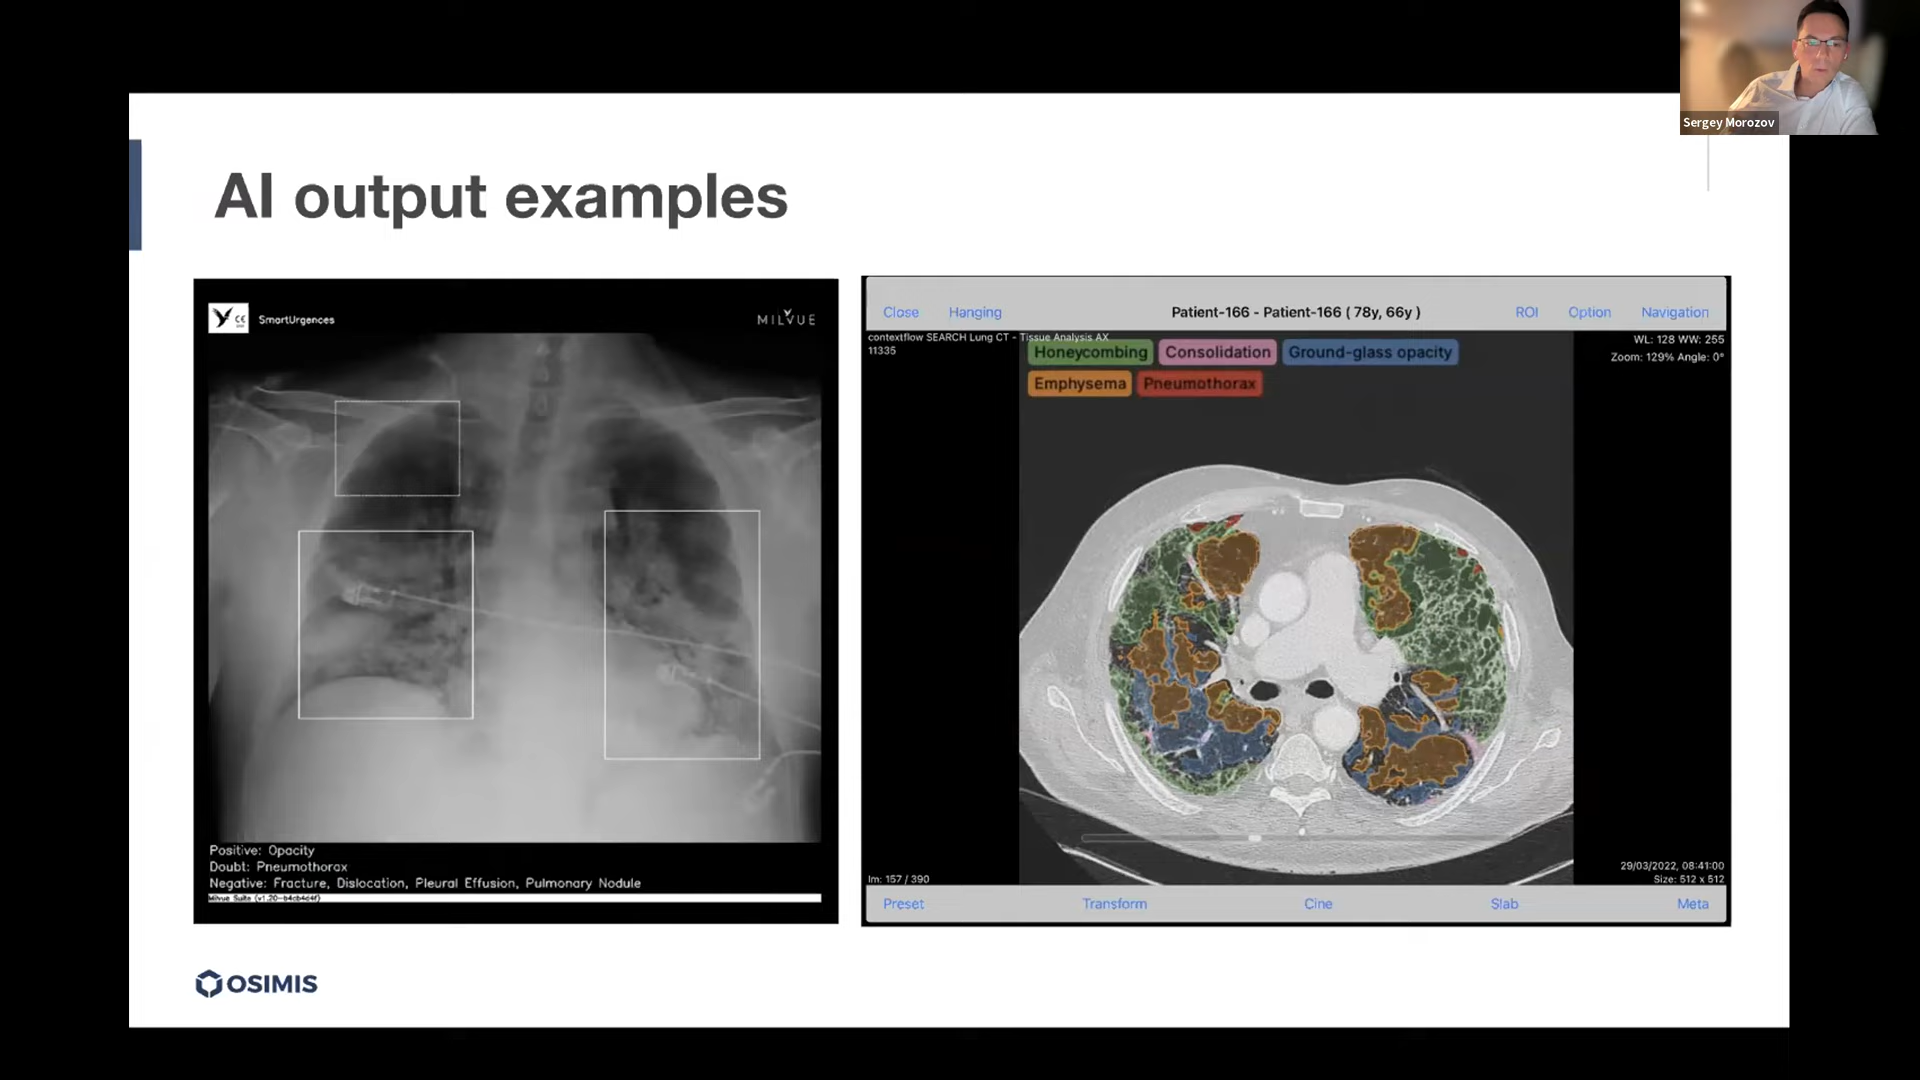 Sergey Morozov
AI output examples
CE
SmartUrgences
MILVUE
Positive: Opacity
Doubt: Pneumothorax
Negative: Fracture, Dislocation, Pleural Effusion, Pulmonary Nodule
Milvue Suite (v1.20-b4cb4c4f)
Close Hanging Patient-166 - Patient-166 ( 78y, 66y ) ROI Option Navigation
contextflow SEARCH Lung CT - Tissue Analysis AX
11335
WL: 128 WW: 255
Zoom: 129% Angle: 0°
Honeycombing Consolidation Ground-glass opacity
Emphysema Pneumothorax
Im: 157 / 390
29/03/2022, 08:41:00
Size: 512 x 512
Preset Transform Cine Slab Meta
OSIMIS